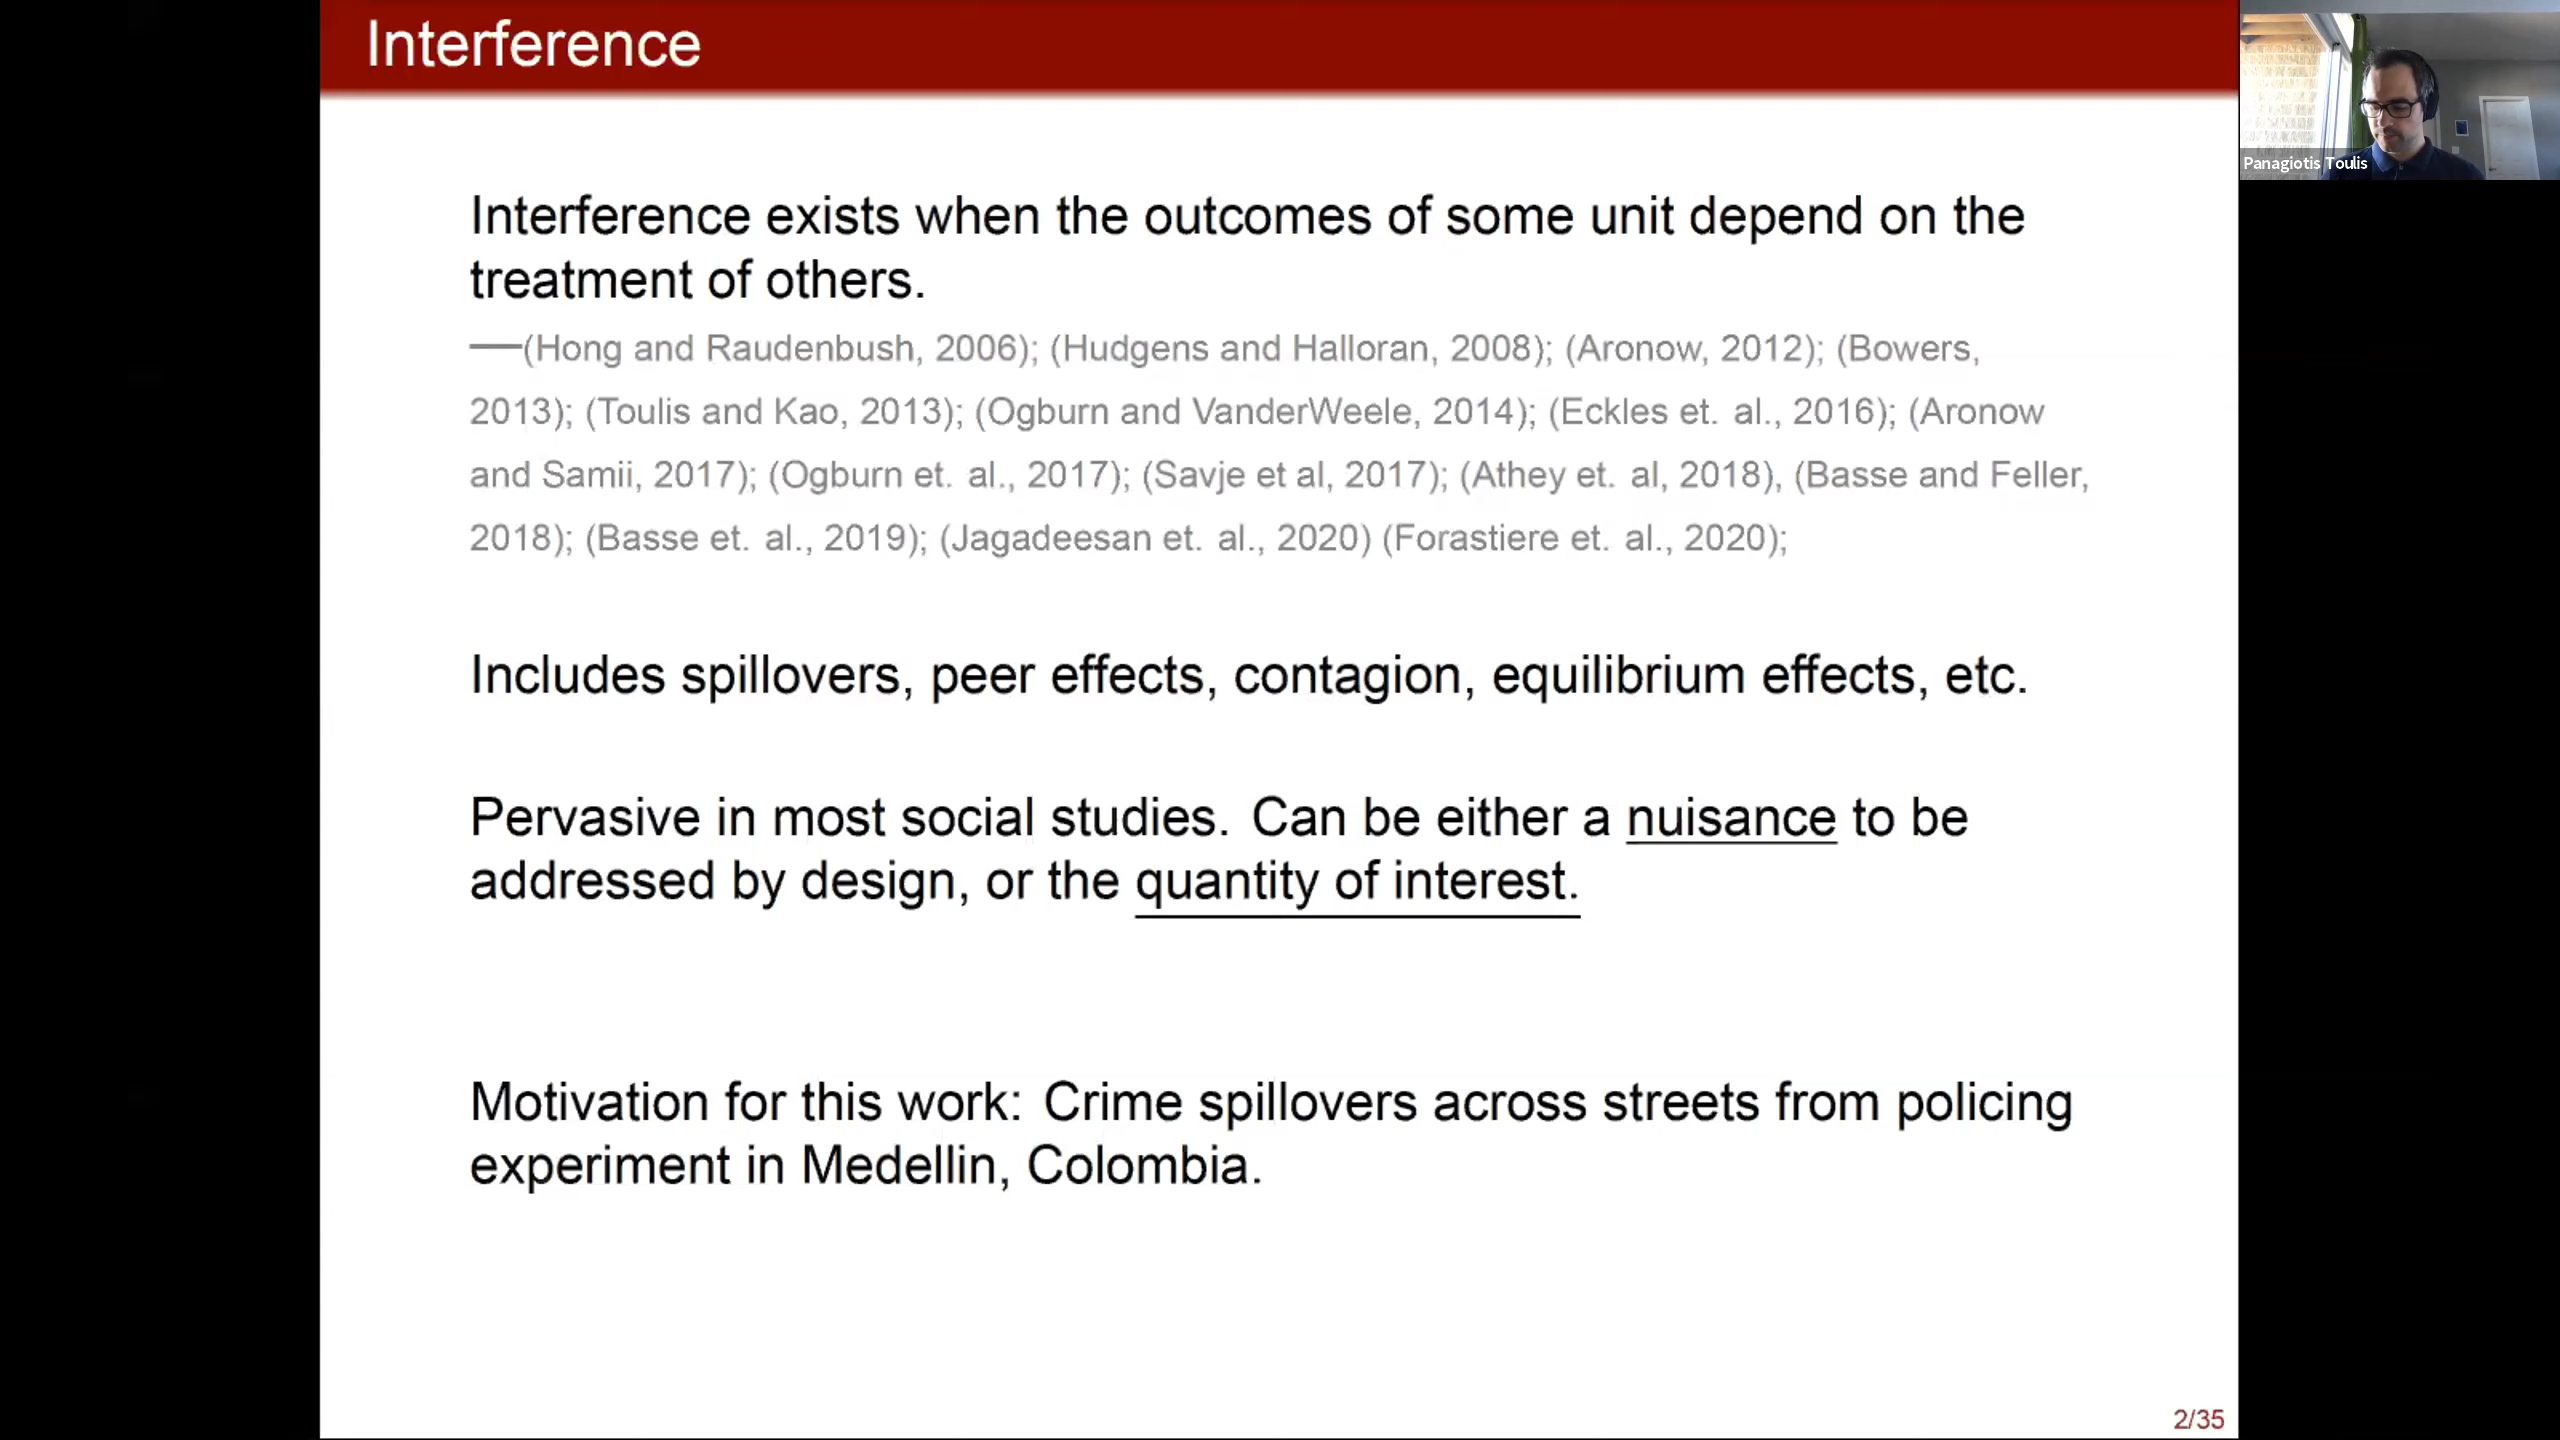 Interference
Panagiotis Toulis
Interference exists when the outcomes of some unit depend on the
treatment of others.
—(Hong and Raudenbush, 2006); (Hudgens and Halloran, 2008); (Aronow, 2012); (Bowers,
2013); (Toulis and Kao, 2013); (Ogburn and VanderWeele, 2014); (Eckles et. al., 2016); (Aronow
and Samii, 2017); (Ogburn et. al., 2017); (Savje et al, 2017); (Athey et. al, 2018), (Basse and Feller,
2018); (Basse et. al., 2019); (Jagadeesan et. al., 2020) (Forastiere et. al., 2020);
Includes spillovers, peer effects, contagion, equilibrium effects, etc.
Pervasive in most social studies. Can be either a nuisance to be
addressed by design, or the quantity of interest.
Motivation for this work: Crime spillovers across streets from policing
experiment in Medellin, Colombia.
2/35